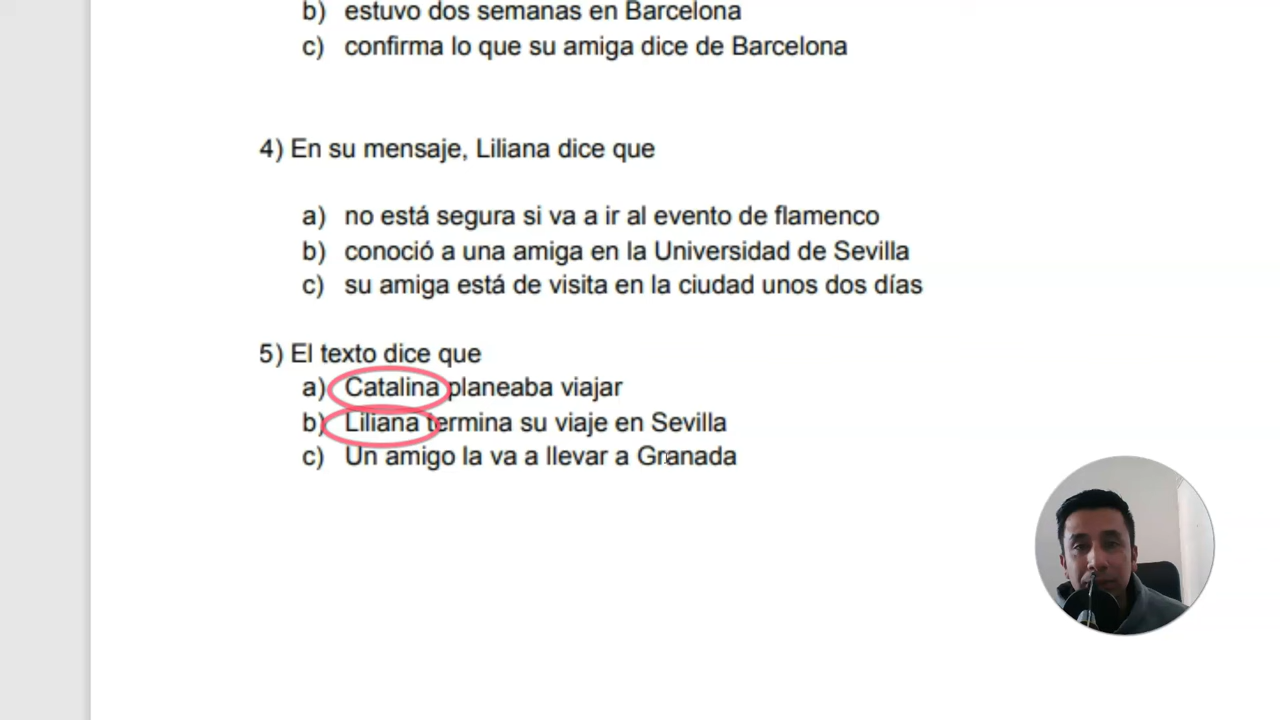 b) estuvo dos semanas en Barcelona
c) confirma lo que su amiga dice de Barcelona
4) En su mensaje, Liliana dice que
a) no está segura si va a ir al evento de flamenco
b) conoció a una amiga en la Universidad de Sevilla
c) su amiga está de visita en la ciudad unos dos días
5) El texto dice que
a) Catalina planeaba viajar
b) Liliana termina su viaje en Sevilla
c) Un amigo la va a llevar a Granada